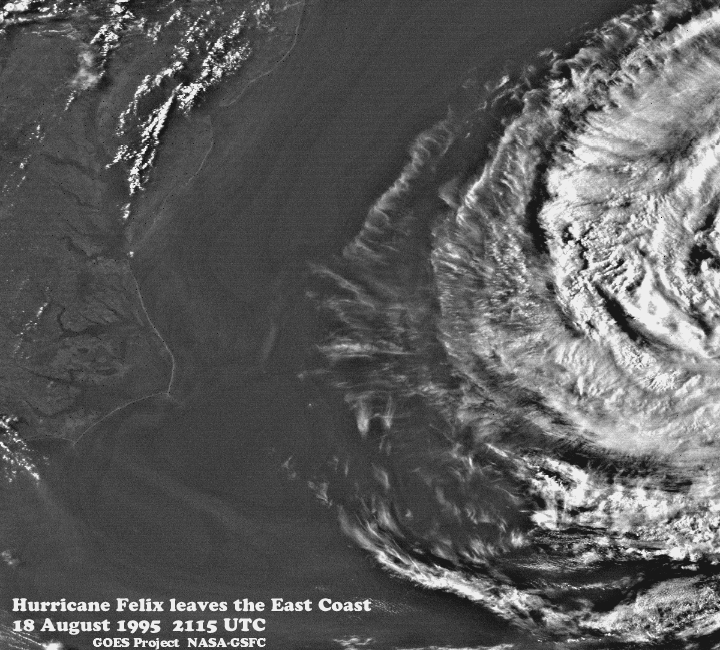 Hurricane Felix leaves the East Coast
18 August 1995 2115 UTC
GOES Project NASA-GSFC